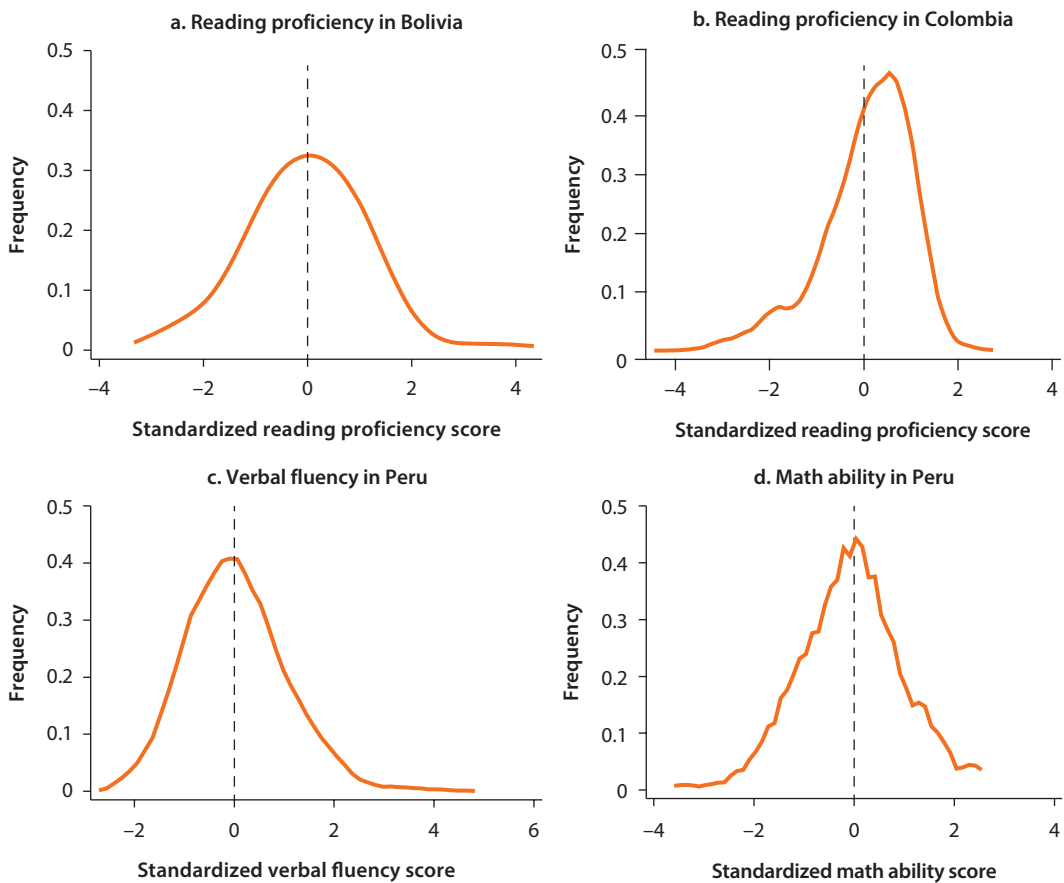 a. Reading proficiency in Bolivia
0.5
0.4
0.3
0.2
0.1
0
Frequency
–4 –2 0 2 4
Standardized reading proficiency score
b. Reading proficiency in Colombia
0.5
0.4
0.3
0.2
0.1
0
Frequency
–4 –2 0 2 4
Standardized reading proficiency score
c. Verbal fluency in Peru
0.5
0.4
0.3
0.2
0.1
0
Frequency
–2 0 2 4 6
Standardized verbal fluency score
d. Math ability in Peru
0.5
0.4
0.3
0.2
0.1
0
Frequency
–4 –2 0 2 4
Standardized math ability score